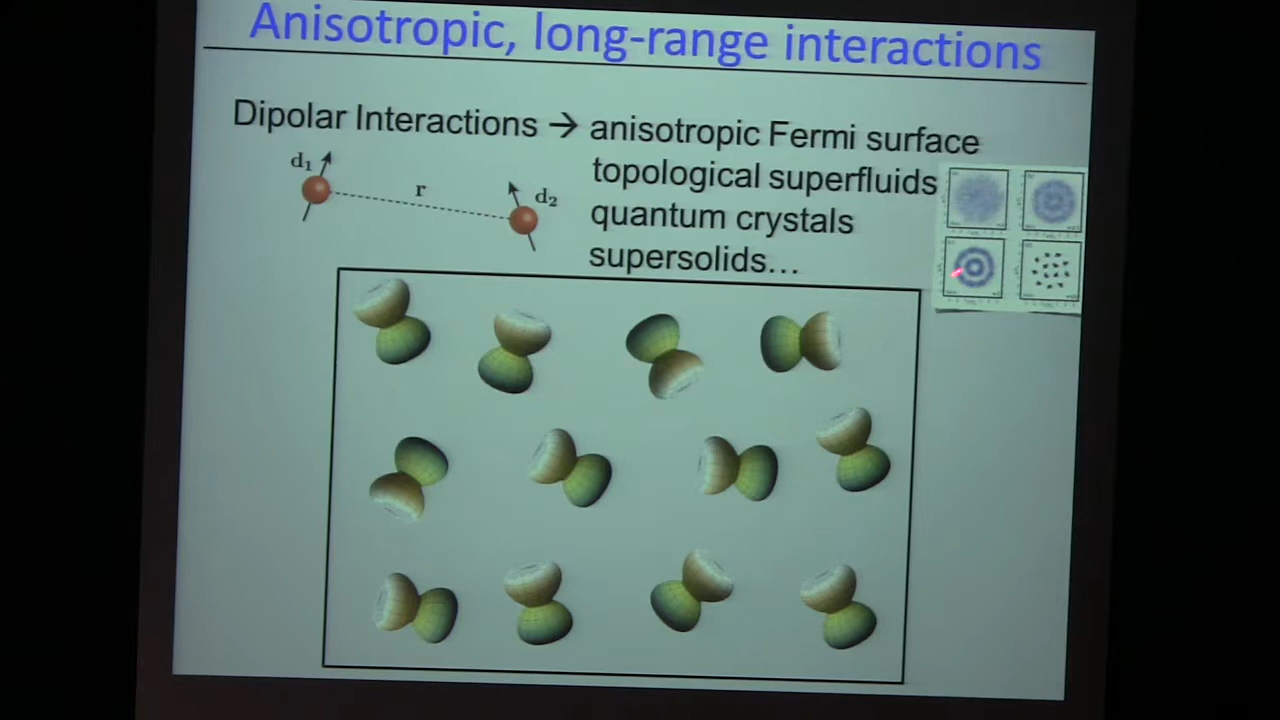 Anisotropic, long-range interactions
Dipolar Interactions → anisotropic Fermi surface
topological superfluids
quantum crystals
supersolids...
d₁
r
d₂